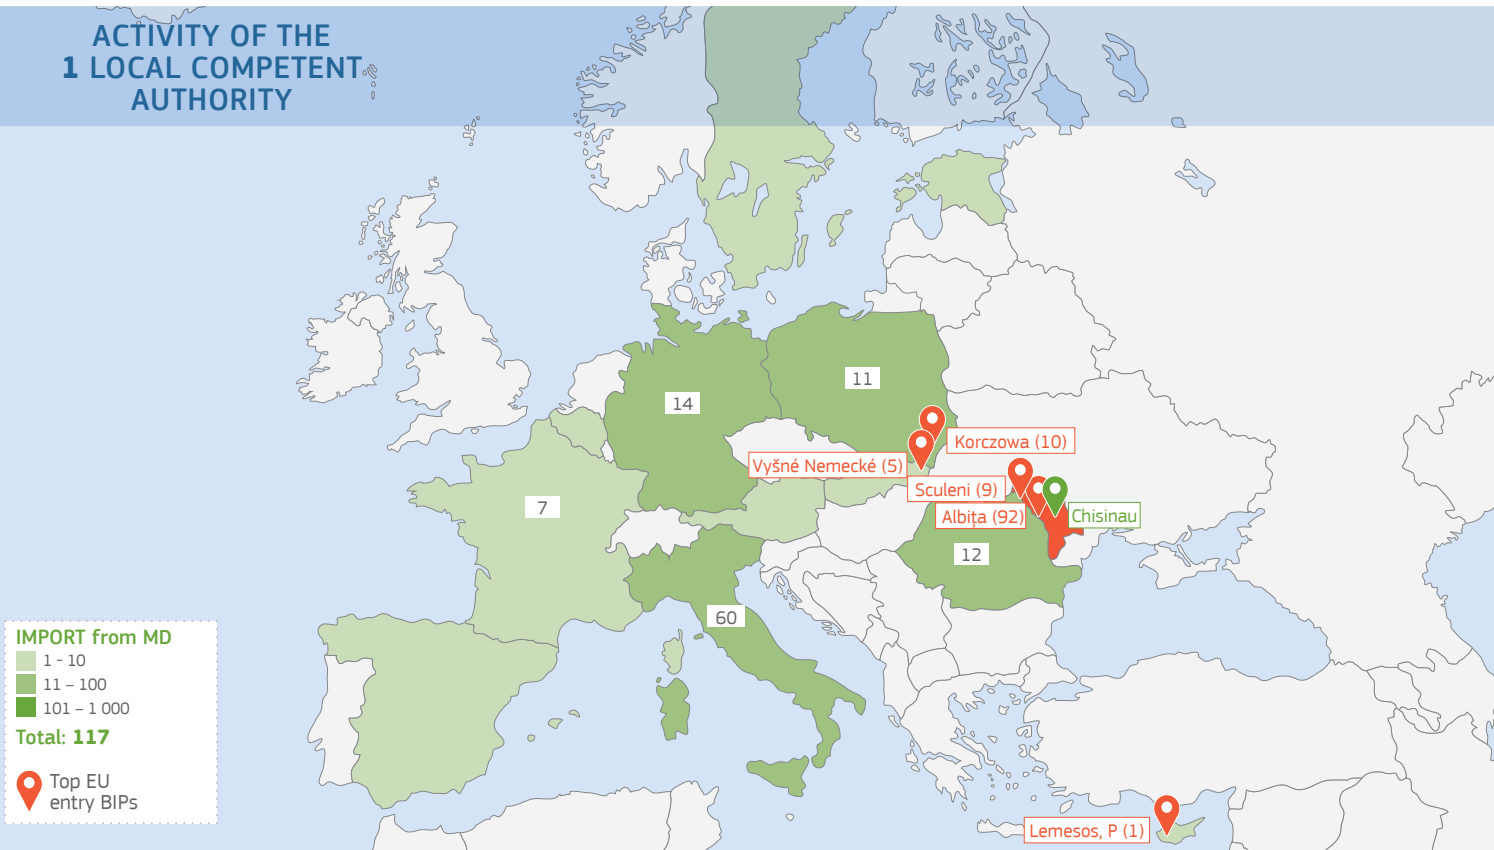 ACTIVITY OF THE
1 LOCAL COMPETENT
AUTHORITY
11
14
Korczowa (10)
Vyšné Nemecké (5)
Sculeni (9)
7
Albița (92)
Chisinau
12
60
IMPORT from MD
1 - 10
11 – 100
101 – 1 000
Total: 117
Top EU
entry BIPs
Lemesos, P (1)